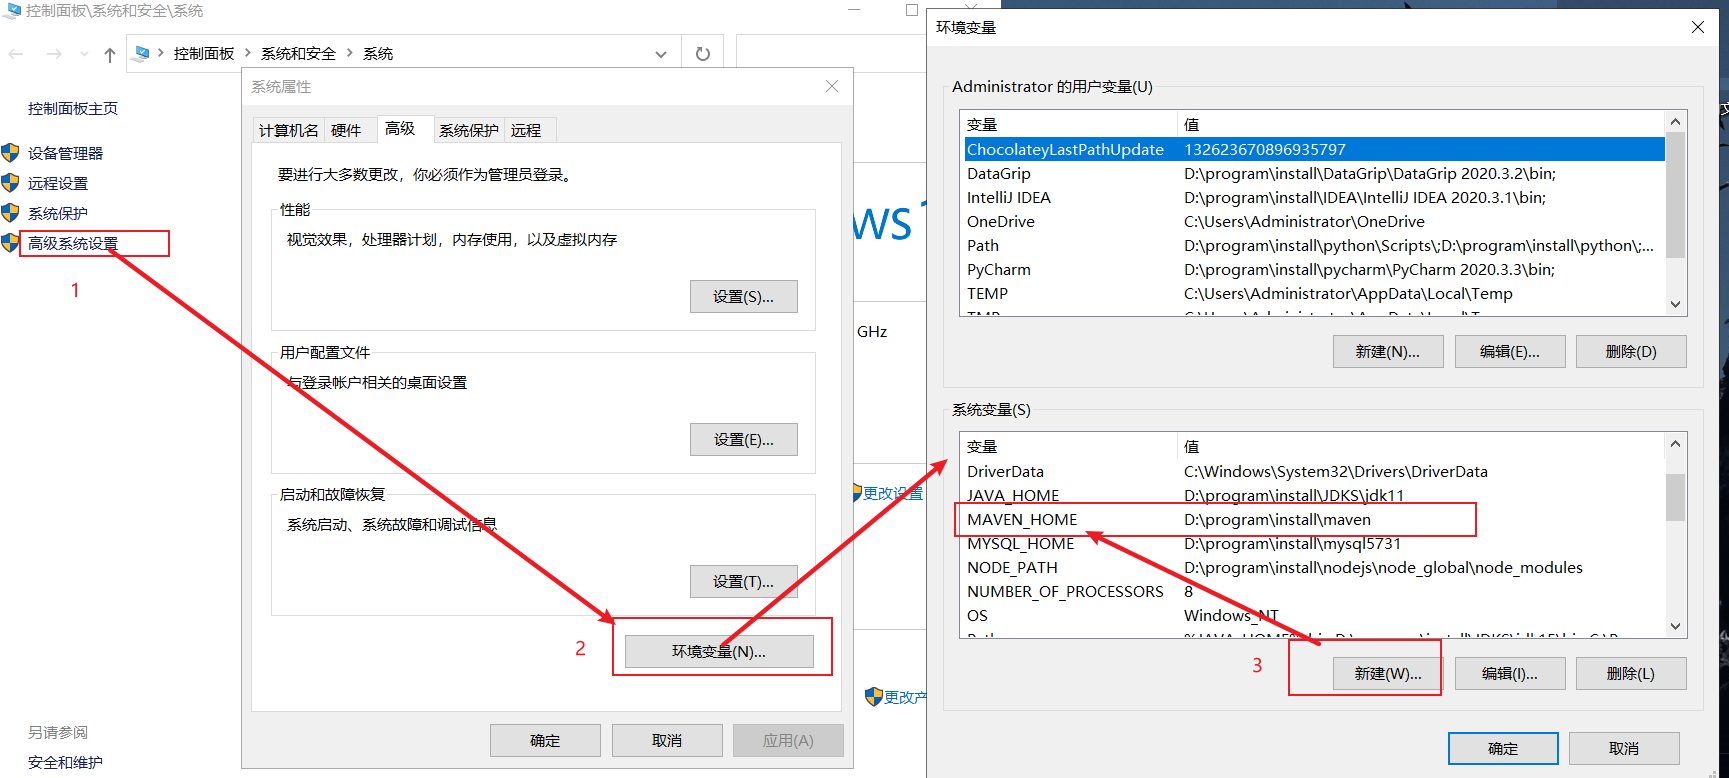 控制面板\系统和安全\系统
控制面板 系统和安全 系统
控制面板主页
设备管理器
远程设置
系统保护
高级系统设置
1
另请参阅
安全和维护
系统属性
计算机名 硬件 高级 系统保护 远程
要进行大多数更改，你必须作为管理员登录。
性能
视觉效果，处理器计划，内存使用，以及虚拟内存
设置(S)...
用户配置文件
与登录帐户相关的桌面设置
设置(E)...
启动和故障恢复
系统启动、系统故障和调试信息
设置(T)...
2
环境变量(N)...
确定 取消 应用(A)
GHz
更改设置
更改产
环境变量
Administrator 的用户变量(U)
变量 值
ChocolateyLastPathUpdate 132623670896935797
DataGrip D:\program\install\DataGrip\DataGrip 2020.3.2\bin;
IntelliJ IDEA D:\program\install\IDEA\IntelliJ IDEA 2020.3.1\bin;
OneDrive C:\Users\Administrator\OneDrive
Path D:\program\install\python\Scripts\;D:\program\install\python\;...
PyCharm D:\program\install\pycharm\PyCharm 2020.3.3\bin;
TEMP C:\Users\Administrator\AppData\Local\Temp
新建(N)... 编辑(E)... 删除(D)
系统变量(S)
变量 值
DriverData C:\Windows\System32\Drivers\DriverData
JAVA_HOME D:\program\install\JDKS\jdk11
MAVEN_HOME D:\program\install\maven
MYSQL_HOME D:\program\install\mysql5731
NODE_PATH D:\program\install\nodejs\node_global\node_modules
NUMBER_OF_PROCESSORS 8
OS Windows_NT
3
新建(W)... 编辑(I)... 删除(L)
确定 取消